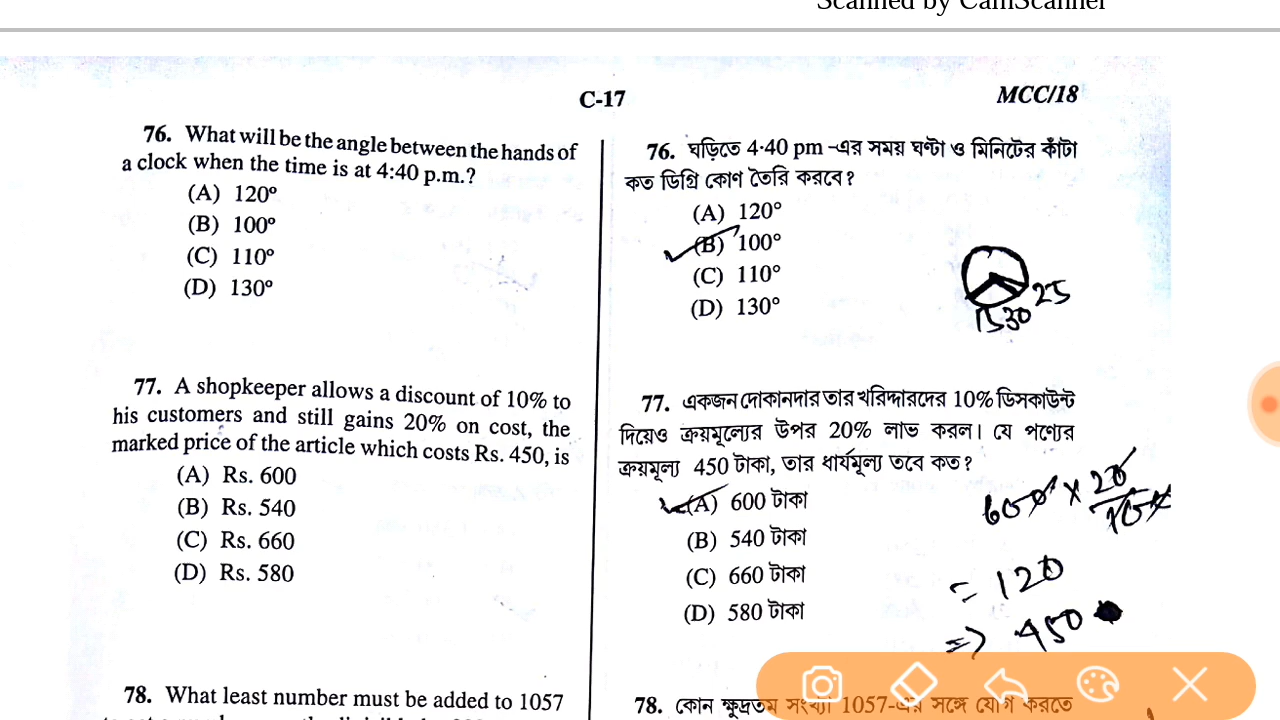 Scanned by CamScanner
C-17
MCC/18
76. What will be the angle between the hands of
a clock when the time is at 4:40 p.m.?
(A) 120°
(B) 100°
(C) 110°
(D) 130°
77. A shopkeeper allows a discount of 10% to
his customers and still gains 20% on cost, the
marked price of the article which costs Rs. 450, is
(A) Rs. 600
(B) Rs. 540
(C) Rs. 660
(D) Rs. 580
78. What least number must be added to 1057
76. ঘড়িতে 4·40 pm -এর সময় ঘণ্টা ও মিনিটের কাঁটা
কত ডিগ্রি কোণ তৈরি করবে?
(A) 120°
(B) 100°
(C) 110°
(D) 130°
25
1530
77. একজন দোকানদার তার খরিদ্দারদের 10% ডিসকাউন্ট
দিয়েও ক্রয়মূল্যের উপর 20% লাভ করল। যে পণ্যের
ক্রয়মূল্য 450 টাকা, তার ধার্যমূল্য তবে কত?
(A) 600 টাকা
(B) 540 টাকা
(C) 660 টাকা
(D) 580 টাকা
600 × 20/100
= 120
=> 450
78. কোন ক্ষুদ্রতম সংখ্যা 1057-এর সঙ্গে যোগ করতে